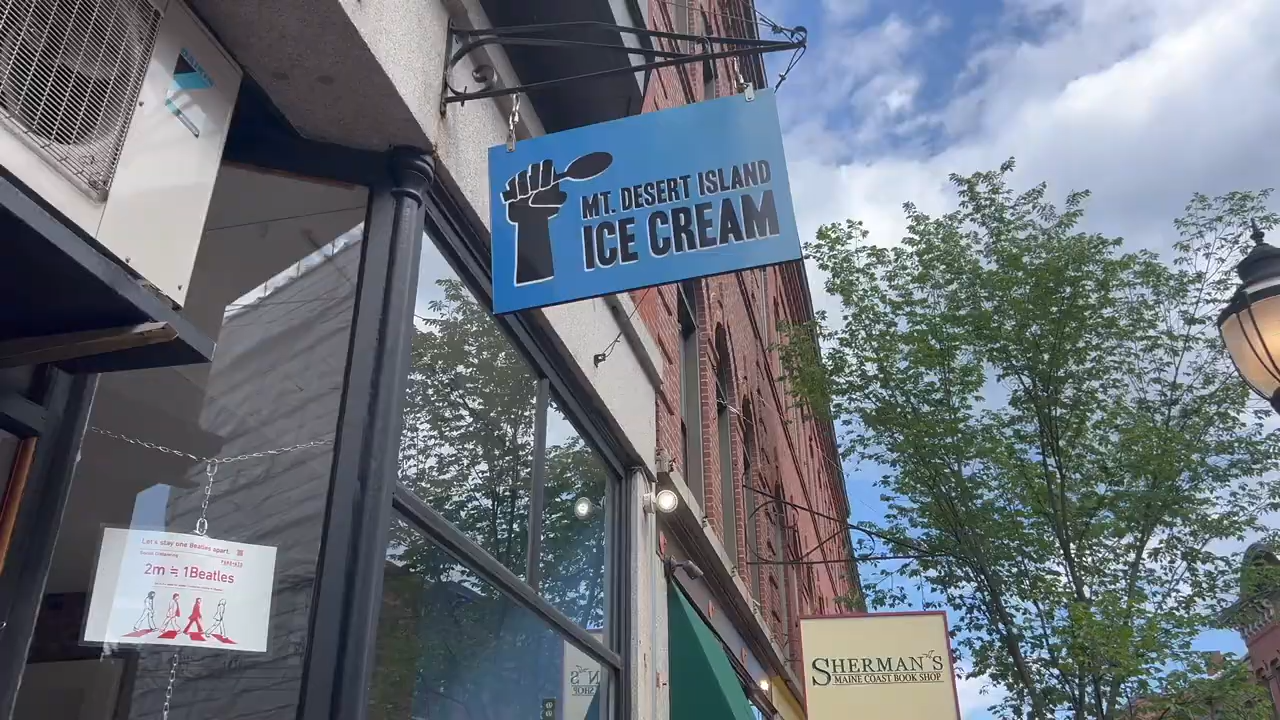 MT. DESERT ISLAND
ICE CREAM
Let's stay one Beatles apart.
2m ≒ 1Beatles
SHERMAN'S
MAINE COAST BOOK SHOP